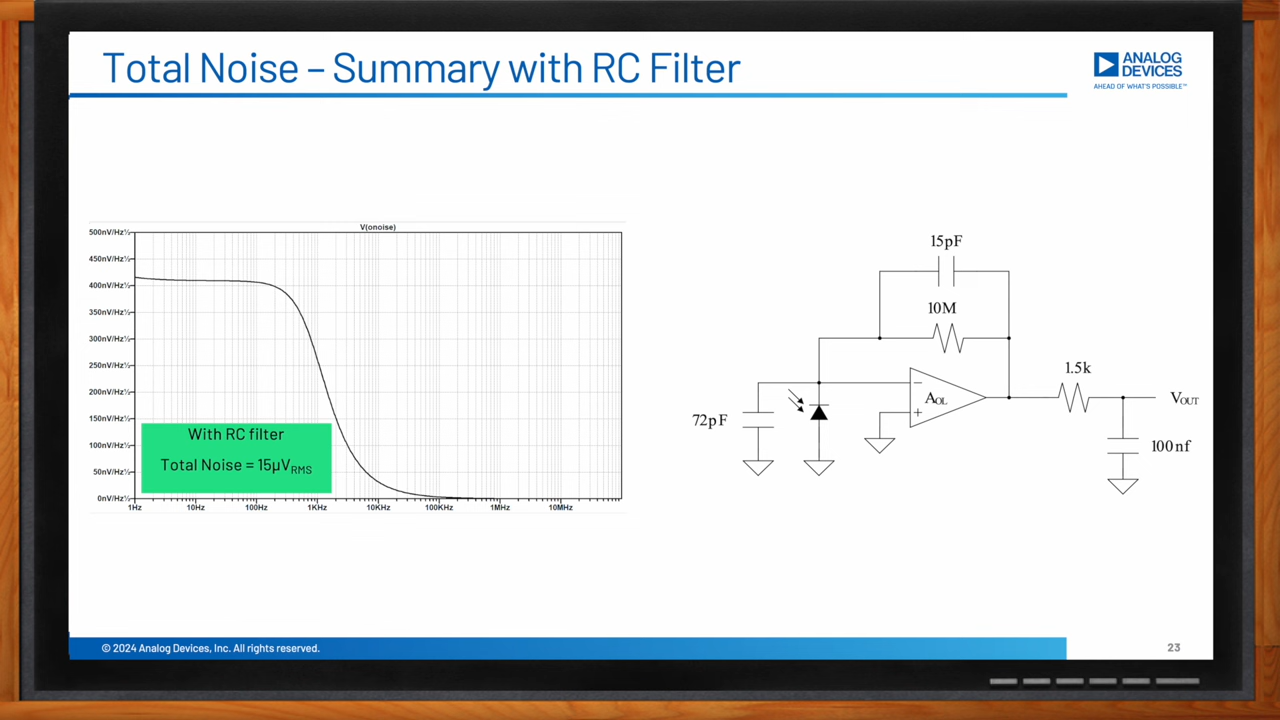 Total Noise – Summary with RC Filter
ANALOG
DEVICES
AHEAD OF WHAT'S POSSIBLE™
V(onoise)
500nV/Hz½
450nV/Hz½
400nV/Hz½
350nV/Hz½
300nV/Hz½
250nV/Hz½
200nV/Hz½
150nV/Hz½
100nV/Hz½
50nV/Hz½
0nV/Hz½
1Hz 10Hz 100Hz 1KHz 10KHz 100KHz 1MHz 10MHz
With RC filter
Total Noise = 15µVRMS
15pF
10M
1.5k
72pF
AOL
VOUT
100nf
© 2024 Analog Devices, Inc. All rights reserved.
23